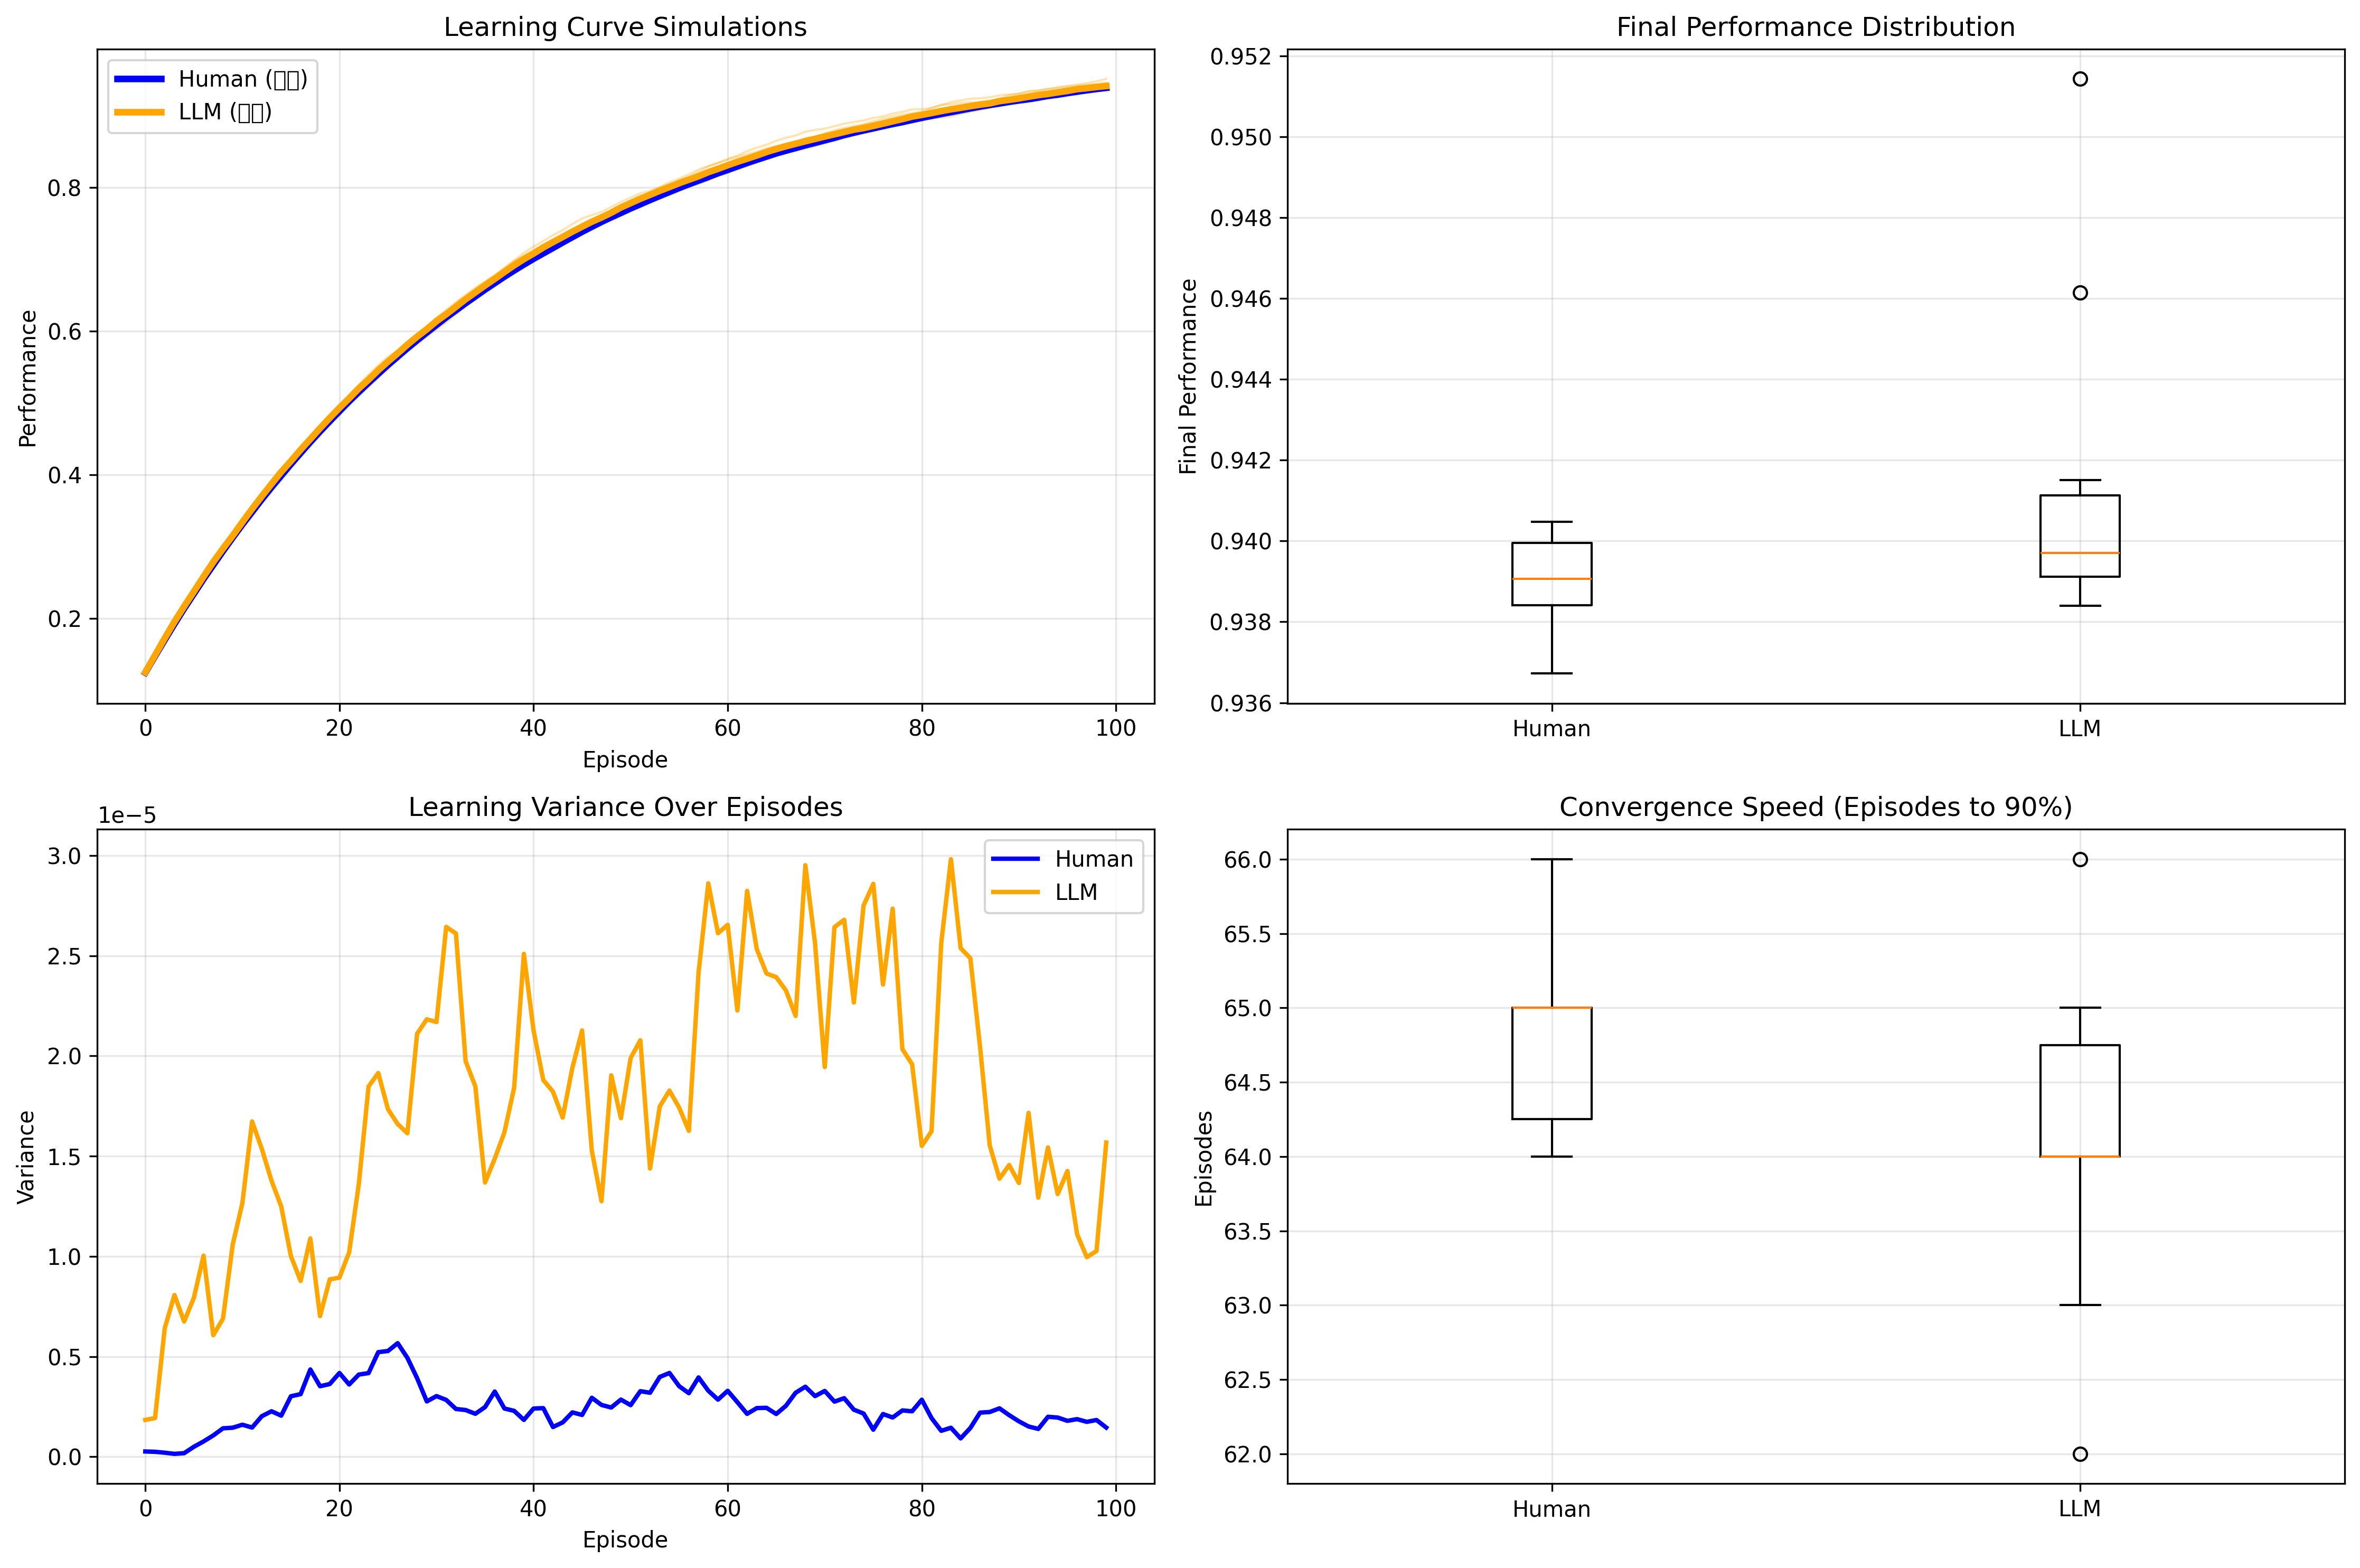 Learning Curve Simulations
Human (▯▯)
LLM (▯▯)
Performance
0.8
0.6
0.4
0.2
0 20 40 60 80 100
Episode
Final Performance Distribution
Final Performance
0.952
0.950
0.948
0.946
0.944
0.942
0.940
0.938
0.936
Human LLM
Learning Variance Over Episodes
1e−5
Human
LLM
Variance
3.0
2.5
2.0
1.5
1.0
0.5
0.0
0 20 40 60 80 100
Episode
Convergence Speed (Episodes to 90%)
Episodes
66.0
65.5
65.0
64.5
64.0
63.5
63.0
62.5
62.0
Human LLM